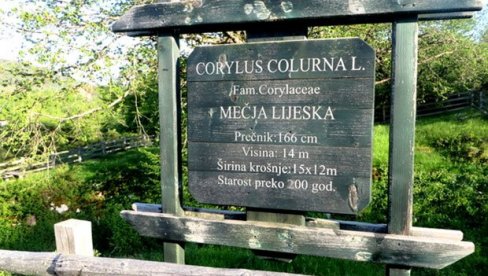 CORYLUS COLURNA L.
Fam.Corylaceae
MEČJA LIJESKA
Prečnik:166 cm
Visina: 14 m
Širina krošnje:15x12m
Starost preko 200 god.